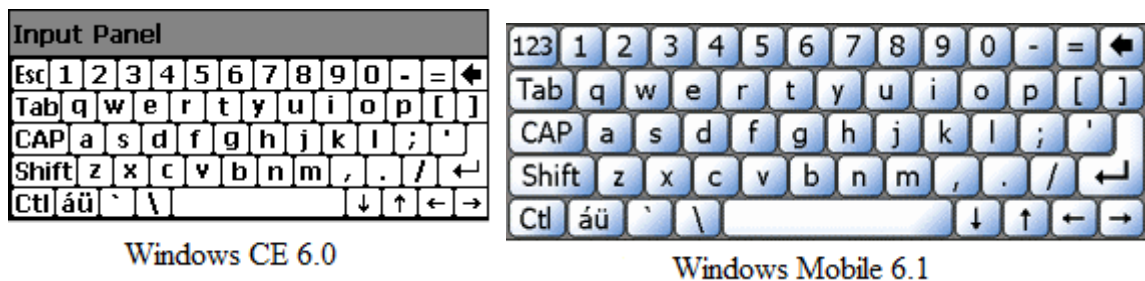 Input Panel
Esc 1 2 3 4 5 6 7 8 9 0 - = 🡄
Tab q w e r t y u i o p [ ]
CAP a s d f g h j k l ; '
Shift z x c v b n m , . / ↵
Ctl áü ` \ ↓ ↑ ← →
Windows CE 6.0
123 1 2 3 4 5 6 7 8 9 0 - = 🡄
Tab q w e r t y u i o p [ ]
CAP a s d f g h j k l ; '
Shift z x c v b n m , . / ↵
Ctl áü ` \ ↓ ↑ ← →
Windows Mobile 6.1